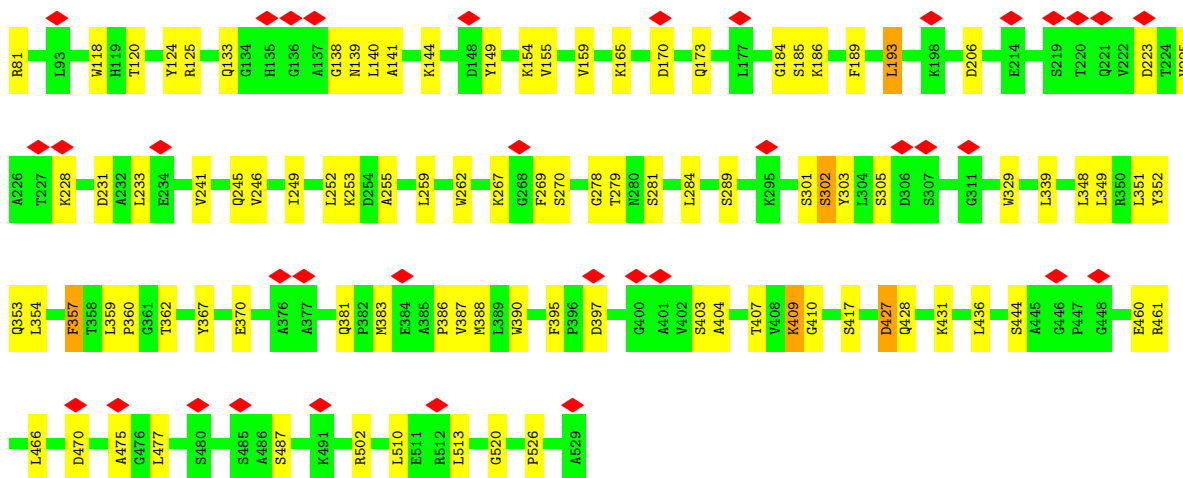 R81 L93 W118 H119 T120 Y124 R125 Q133 G134 H135 G136 A137 G138 N139 L140 A141 K144 D148 Y149 K154 V155 V159 K165 D170 Q173 L177 G184 S185 K186 F189 L193 K198 D206 E214 S219 T220 Q221 V222 D223 T224
A226 T227 K228 D231 A232 L233 E234 V241 Q245 V246 I249 L252 K253 D254 A255 L259 W262 K267 G268 F269 S270 G278 T279 N280 S281 L284 S289 K295 S301 S302 Y303 L304 S305 D306 S307 G311 W329 L339 L348 L349 R350 L351 Y352
Q353 L354 F357 T358 L359 P360 G361 T362 Y367 E370 A376 A377 Q381 P382 M383 E384 A385 P386 V387 M388 L389 W390 F395 P396 D397 G400 A401 V402 S403 A404 T407 V408 K409 G410 S417 D427 Q428 K431 L436 S444 A445 G446 P447 G448 E460 R461
L466 D470 A475 G476 L477 S480 S485 A486 S487 K491 R502 L510 E511 R512 L513 G520 P526 A529